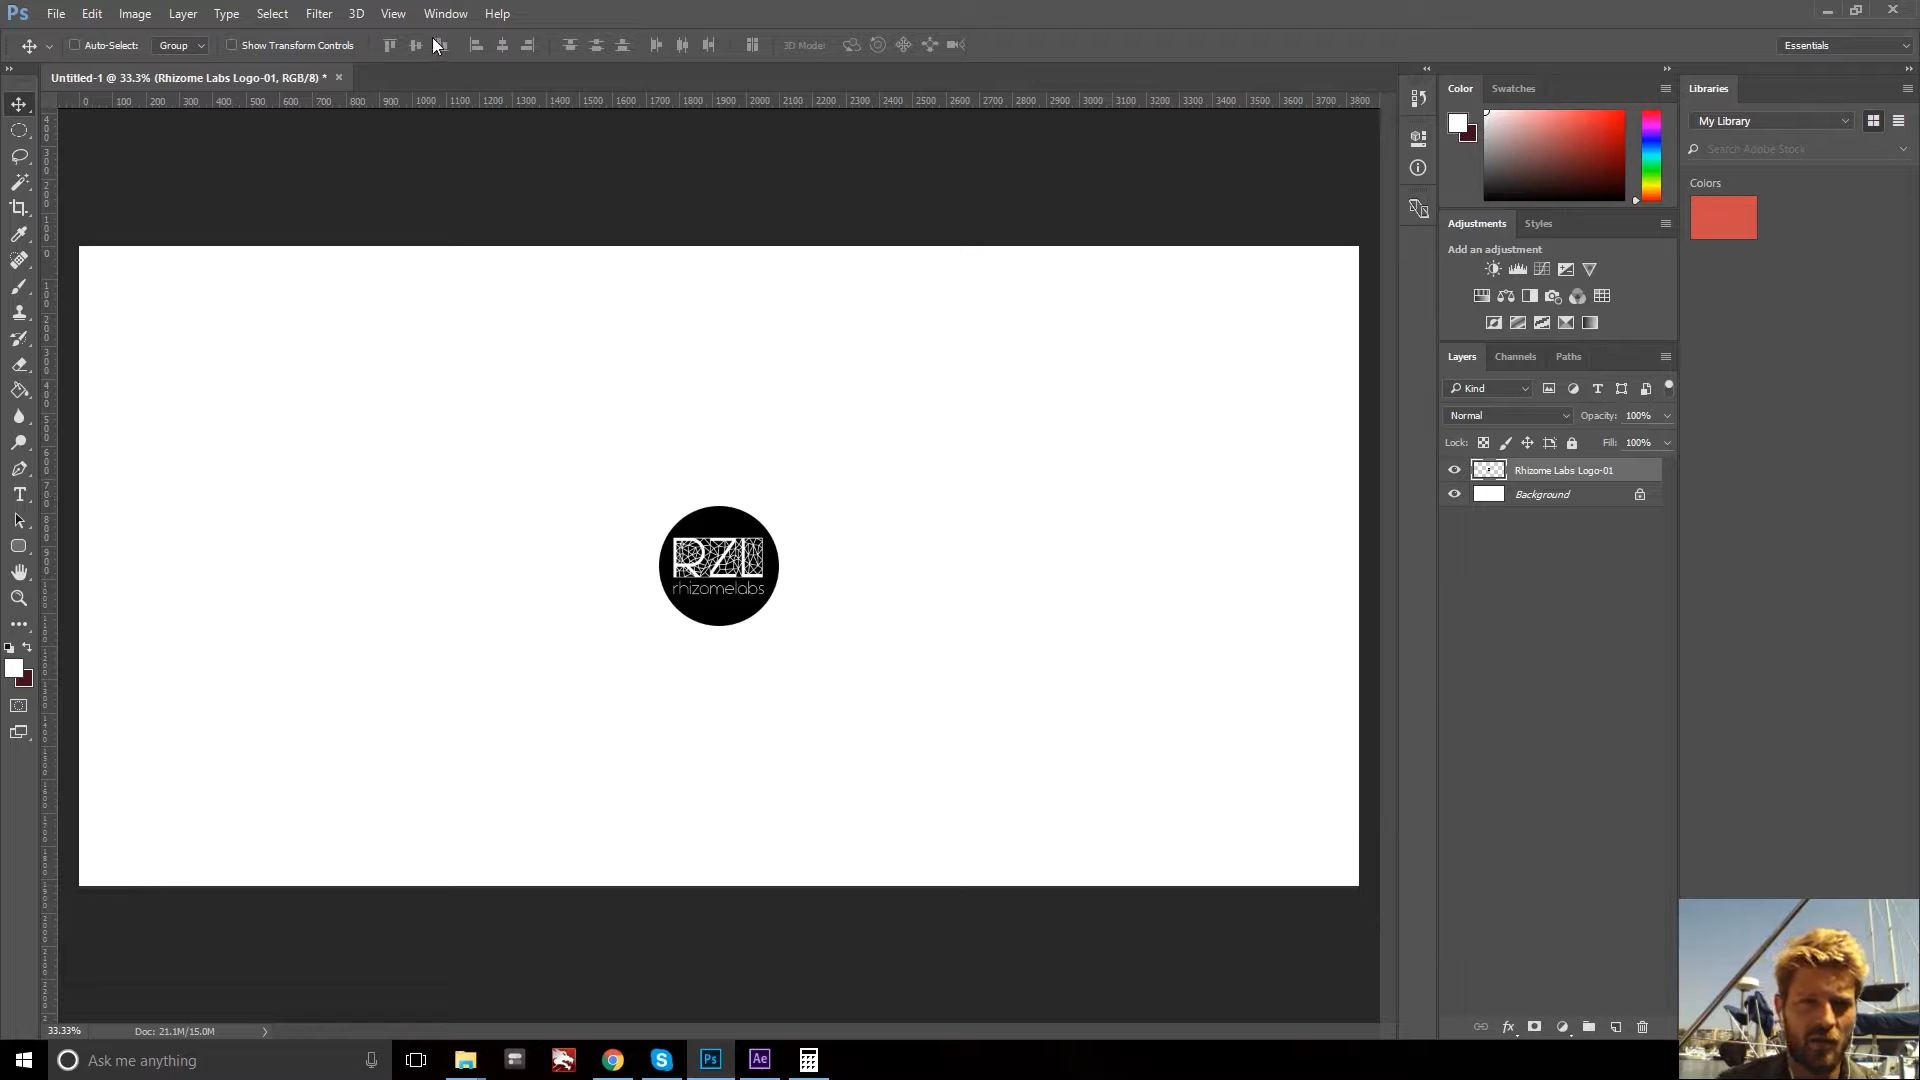 Ps File Edit Image Layer Type Select Filter 3D View Window Help
Auto-Select: Group Show Transform Controls 3D Mode: Essentials
Untitled-1 @ 33.3% (Rhizome Labs Logo-01, RGB/8) * ×
0 100 200 300 400 500 600 700 800 900 1000 1100 1200 1300 1400 1500 1600 1700 1800 1900 2000 2100 2200 2300 2400 2500 2600 2700 2800 2900 3000 3100 3200 3300 3400 3500 3600 3700 3800
Color Swatches
Libraries
My Library
Search Adobe Stock
Colors
Adjustments Styles
Add an adjustment
Layers Channels Paths
Kind
Normal Opacity: 100%
Lock: Fill: 100%
Rhizome Labs Logo-01
Background
RZL
rhizomelabs
33.33% Doc: 21.1M/15.0M
Ask me anything
Ps Ae